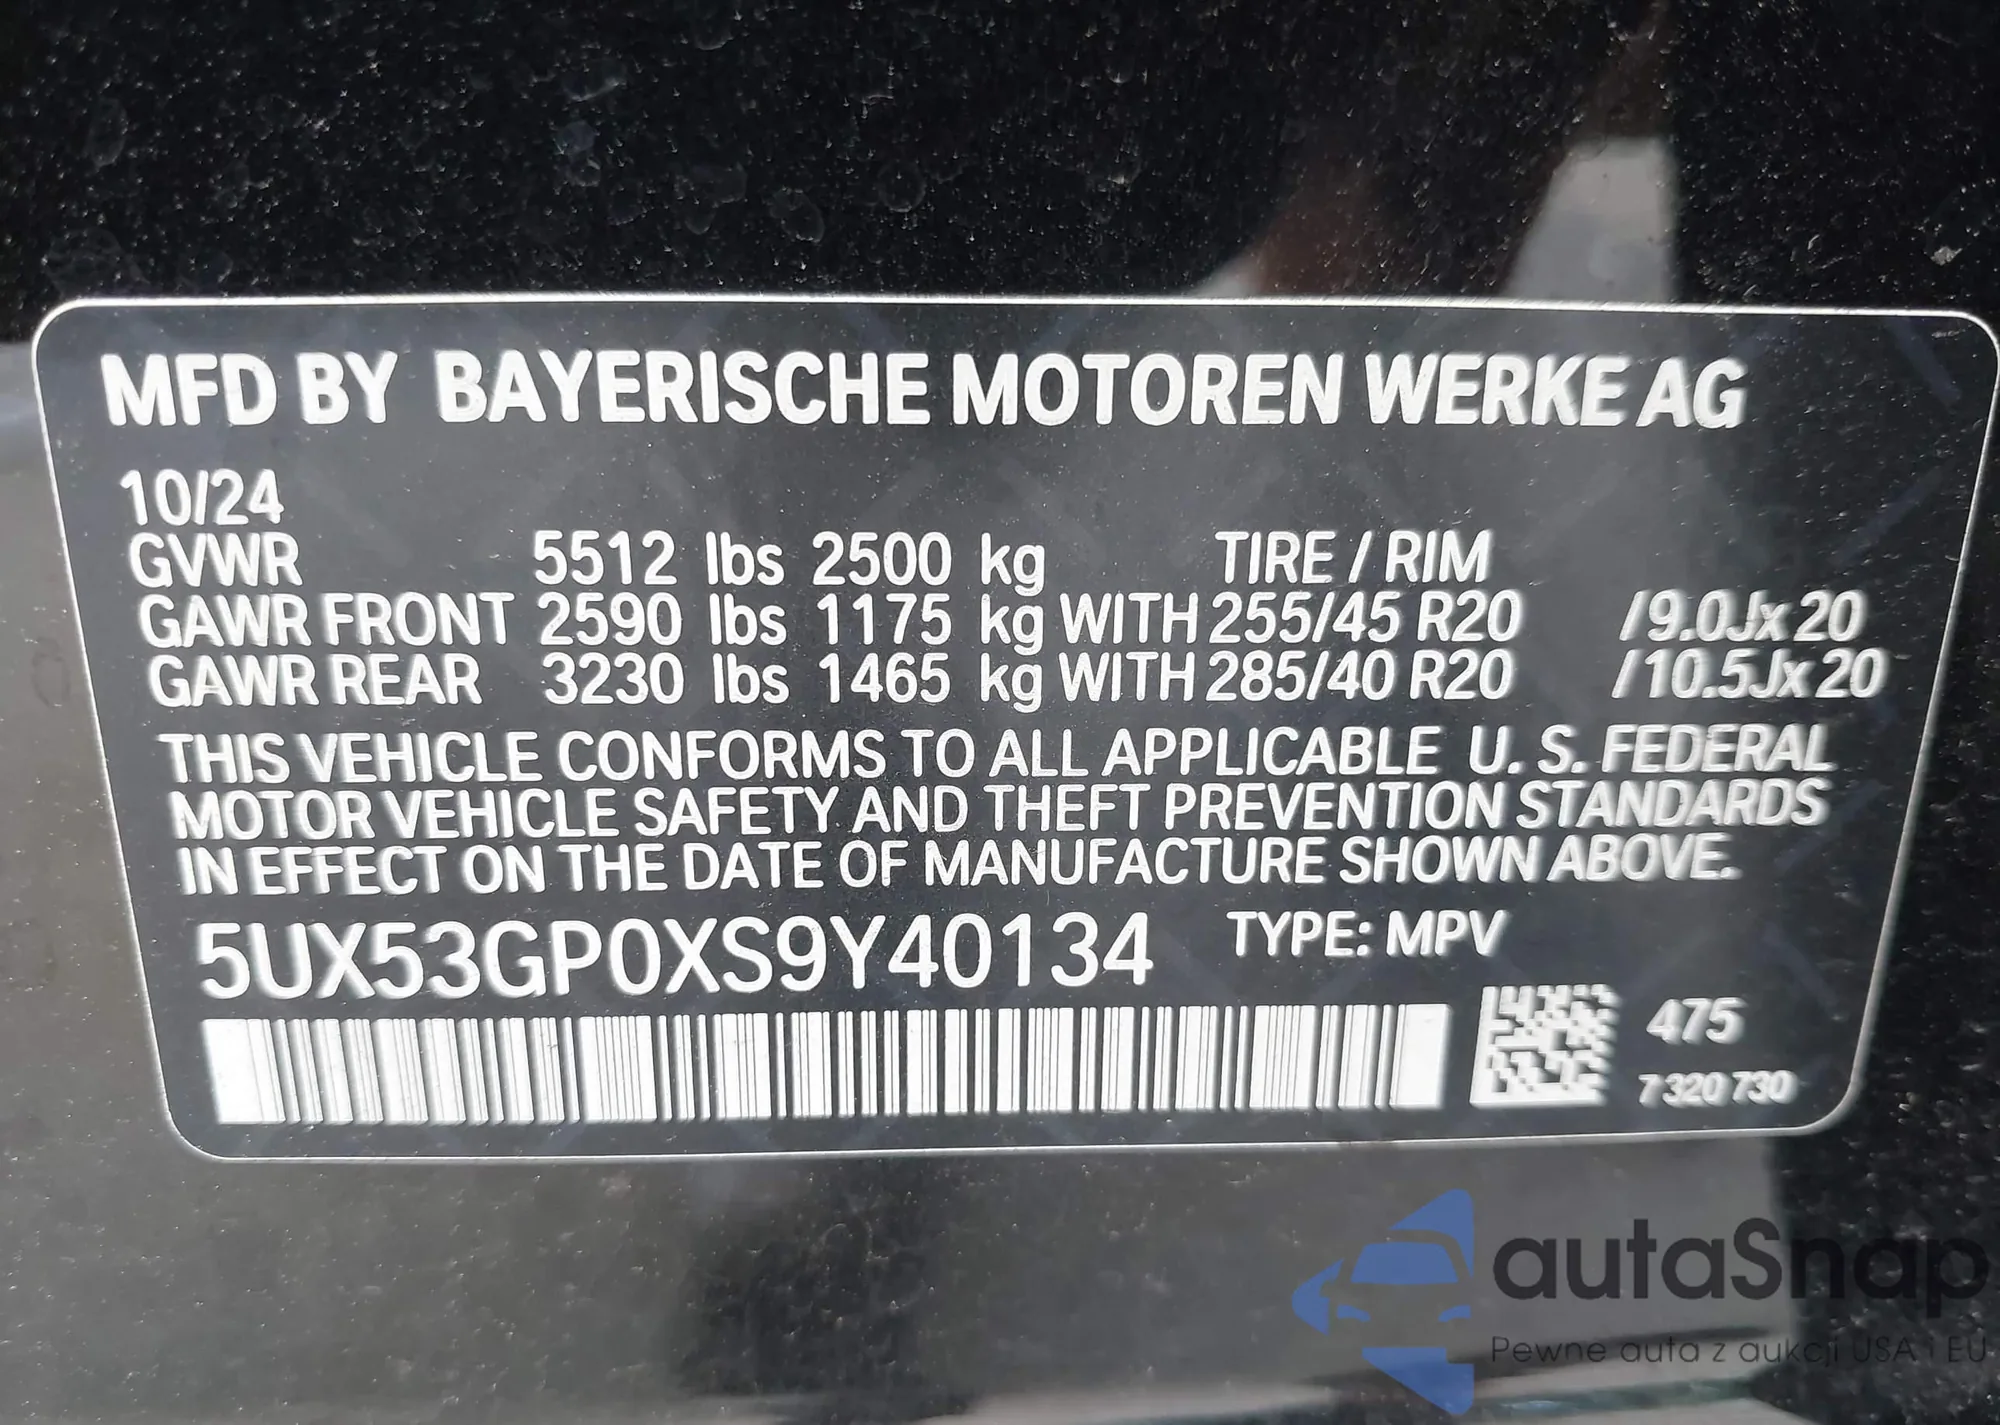 MFD BY BAYERISCHE MOTOREN WERKE AG
10/24
GVWR 5512 lbs 2500 kg TIRE / RIM
GAWR FRONT 2590 lbs 1175 kg WITH 255/45 R20 /9.0Jx20
GAWR REAR 3230 lbs 1465 kg WITH 285/40 R20 /10.5Jx20
THIS VEHICLE CONFORMS TO ALL APPLICABLE U. S. FEDERAL
MOTOR VEHICLE SAFETY AND THEFT PREVENTION STANDARDS
IN EFFECT ON THE DATE OF MANUFACTURE SHOWN ABOVE.
5UX53GP0XS9Y40134 TYPE: MPV
475
7 320 730
autaSnap
Pewne auta z aukcji USA i EU